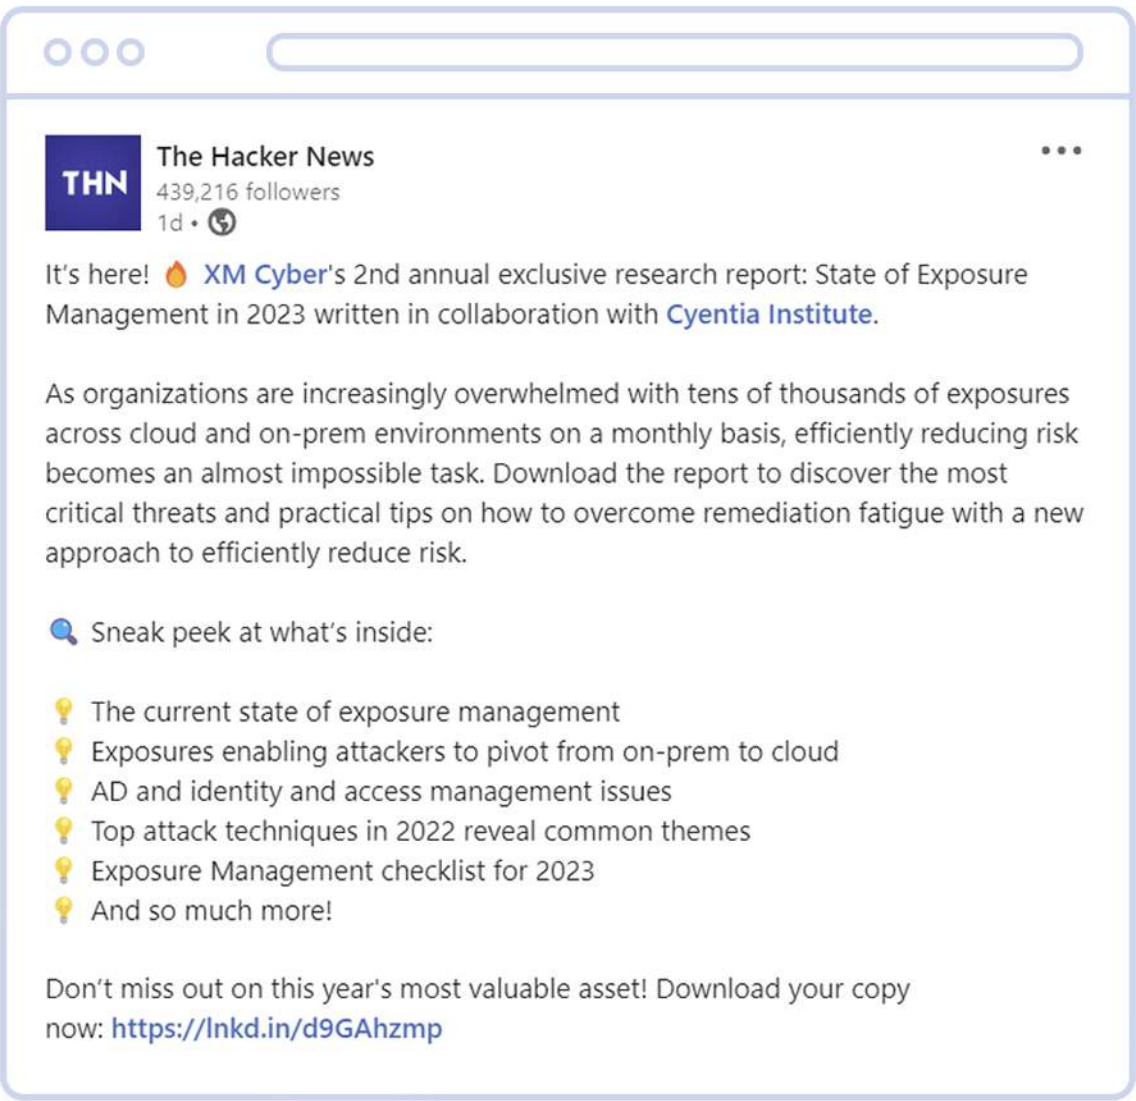 THN
The Hacker News
439,216 followers
1d •
It's here! 🔥 XM Cyber's 2nd annual exclusive research report: State of Exposure
Management in 2023 written in collaboration with Cyentia Institute.
As organizations are increasingly overwhelmed with tens of thousands of exposures
across cloud and on-prem environments on a monthly basis, efficiently reducing risk
becomes an almost impossible task. Download the report to discover the most
critical threats and practical tips on how to overcome remediation fatigue with a new
approach to efficiently reduce risk.
🔍 Sneak peek at what's inside:
💡 The current state of exposure management
💡 Exposures enabling attackers to pivot from on-prem to cloud
💡 AD and identity and access management issues
💡 Top attack techniques in 2022 reveal common themes
💡 Exposure Management checklist for 2023
💡 And so much more!
Don't miss out on this year's most valuable asset! Download your copy
now: https://lnkd.in/d9GAhzmp